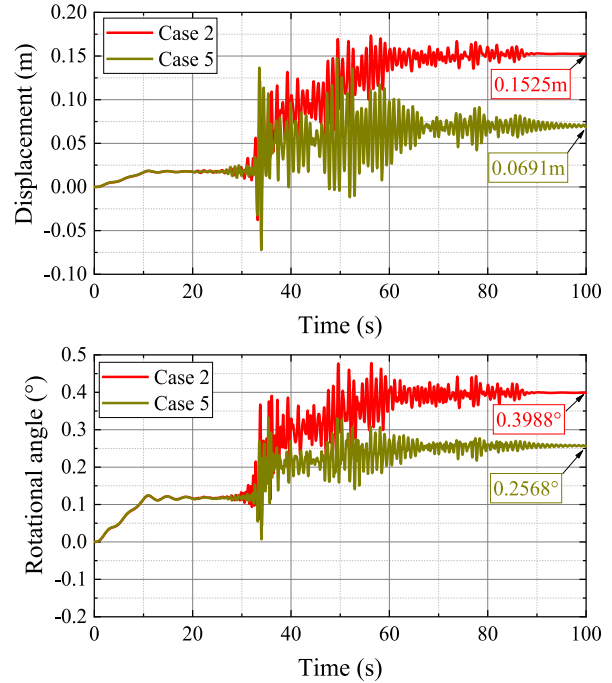 Displacement (m)
0.20
0.15
0.10
0.05
0.00
-0.05
-0.10
Case 2
Case 5
0.1525m
0.0691m
0 20 40 60 80 100
Time (s)
Rotational angle (°)
0.5
0.4
0.3
0.2
0.1
0.0
-0.1
-0.2
Case 2
Case 5
0.3988°
0.2568°
0 20 40 60 80 100
Time (s)